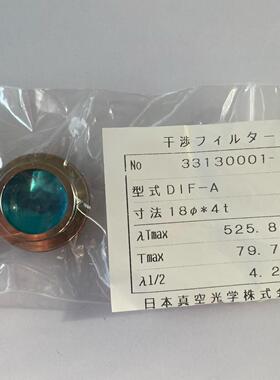 干渉フィルター
No 33130001-
型式 DIF-A
寸法 18φ*4t
λTmax 525.8
Tmax 79.7
λ1/2 4.2
日本真空光学株式会